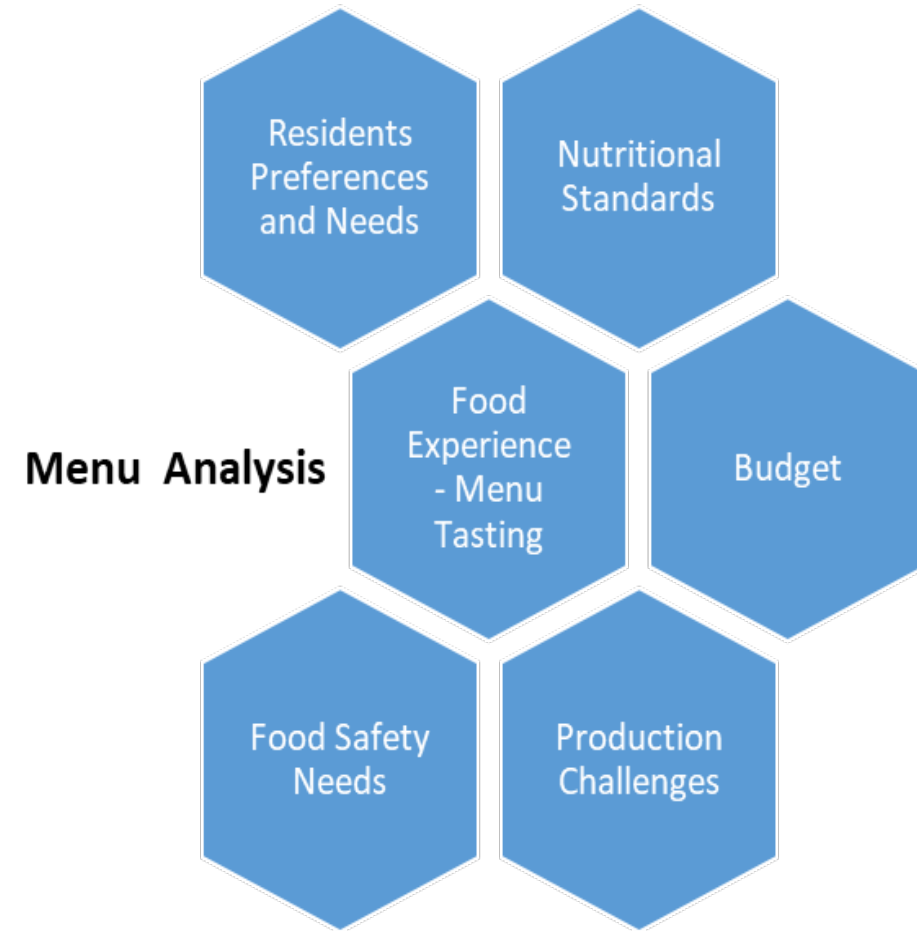 Residents
Preferences
and Needs
Nutritional
Standards
Menu  Analysis
Food
Experience
- Menu
Tasting
Budget
Food Safety
Needs
Production
Challenges